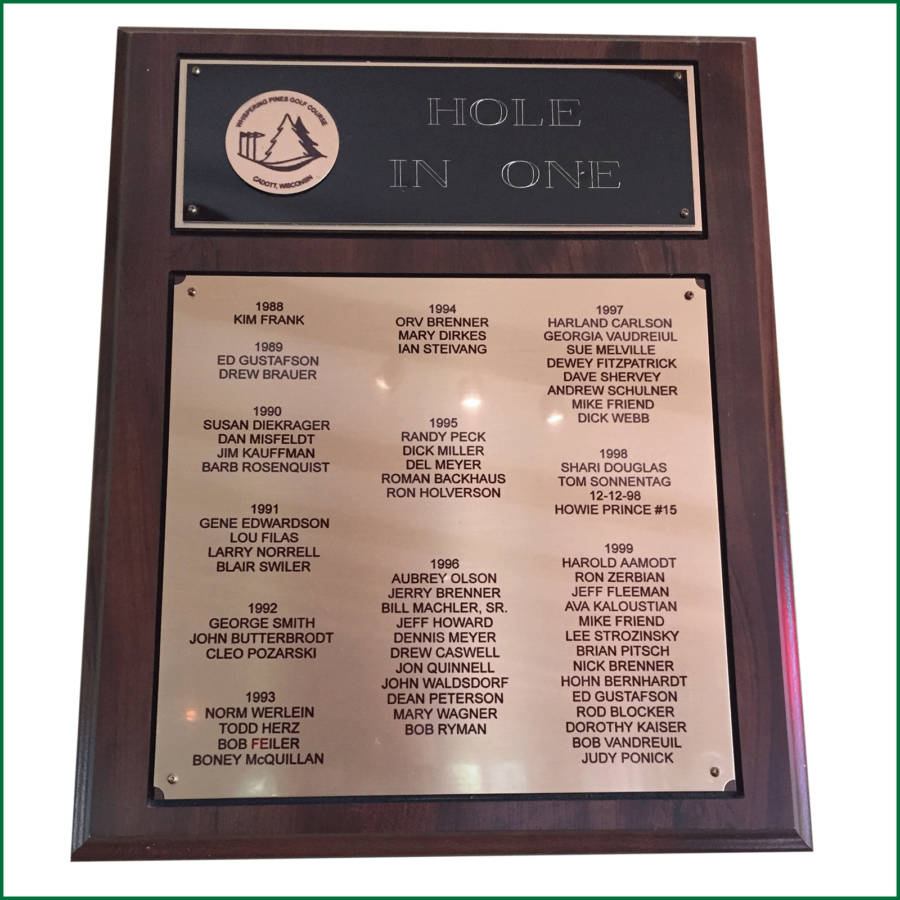 WHISPERING PINES GOLF COURSE
CADOTT, WISCONSIN
HOLE
IN ONE
1988
KIM FRANK
1989
ED GUSTAFSON
DREW BRAUER
1990
SUSAN DIEKRAGER
DAN MISFELDT
JIM KAUFFMAN
BARB ROSENQUIST
1991
GENE EDWARDSON
LOU FILAS
LARRY NORRELL
BLAIR SWILER
1992
GEORGE SMITH
JOHN BUTTERBRODT
CLEO POZARSKI
1993
NORM WERLEIN
TODD HERZ
BOB FEILER
BONEY McQUILLAN
1994
ORV BRENNER
MARY DIRKES
IAN STEIVANG
1995
RANDY PECK
DICK MILLER
DEL MEYER
ROMAN BACKHAUS
RON HOLVERSON
1996
AUBREY OLSON
JERRY BRENNER
BILL MACHLER, SR.
JEFF HOWARD
DENNIS MEYER
DREW CASWELL
JON QUINNELL
JOHN WALDSDORF
DEAN PETERSON
MARY WAGNER
BOB RYMAN
1997
HARLAND CARLSON
GEORGIA VAUDREIUL
SUE MELVILLE
DEWEY FITZPATRICK
DAVE SHERVEY
ANDREW SCHULNER
MIKE FRIEND
DICK WEBB
1998
SHARI DOUGLAS
TOM SONNENTAG
12-12-98
HOWIE PRINCE #15
1999
HAROLD AAMODT
RON ZERBIAN
JEFF FLEEMAN
AVA KALOUSTIAN
MIKE FRIEND
LEE STROZINSKY
BRIAN PITSCH
NICK BRENNER
HOHN BERNHARDT
ED GUSTAFSON
ROD BLOCKER
DOROTHY KAISER
BOB VANDREUIL
JUDY PONICK